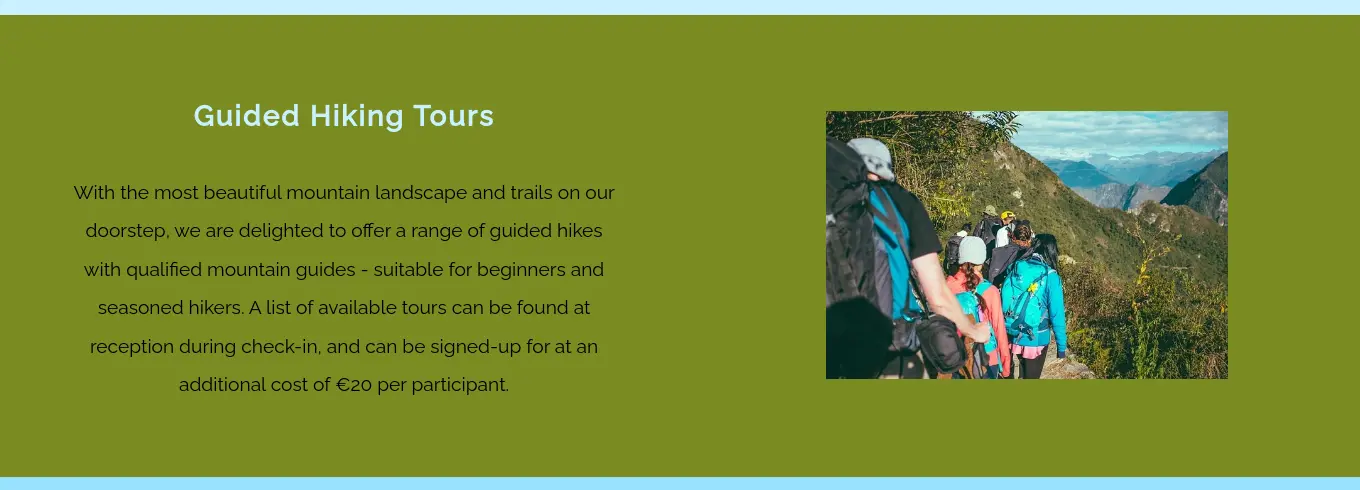 Guided Hiking Tours
With the most beautiful mountain landscape and trails on our
doorstep, we are delighted to offer a range of guided hikes
with qualified mountain guides - suitable for beginners and
seasoned hikers. A list of available tours can be found at
reception during check-in, and can be signed-up for at an
additional cost of €20 per participant.